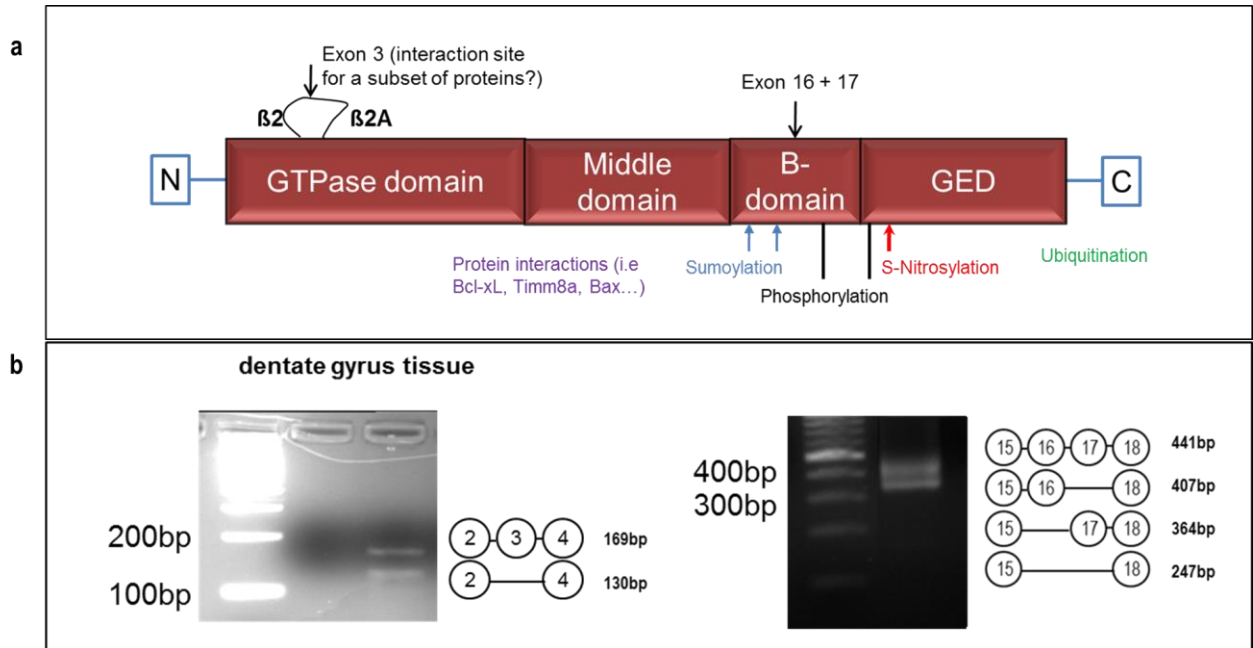 a
Exon 3 (interaction site
for a subset of proteins?)
ß2
ß2A
Exon 16 + 17
N
GTPase domain
Middle
domain
B-
domain
GED
C
Protein interactions (i.e
Bcl-xL, Timm8a, Bax...)
Sumoylation
Phosphorylation
S-Nitrosylation
Ubiquitination
b
dentate gyrus tissue
200bp
100bp
2 3 4 169bp
2 4 130bp
400bp
300bp
15 16 17 18 441bp
15 16 18 407bp
15 17 18 364bp
15 18 247bp